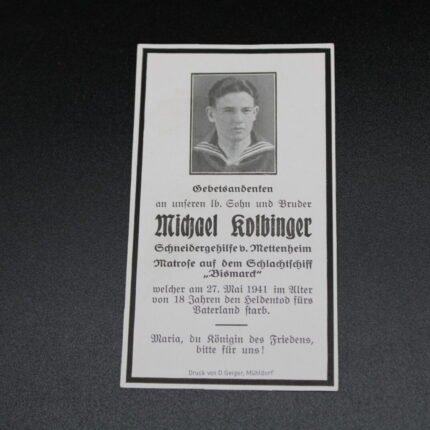 Gebetsandenken
an unseren lb. Sohn und Bruder
Michael Kolbinger
Schneidergehilfe v. Mettenheim
Matrose auf dem Schlachtschiff
„Bismarck“
welcher am 27. Mai 1941 im Alter
von 18 Jahren den Heldentod fürs
Vaterland starb.
Maria, du Königin des Friedens,
bitte für uns!
Druck von D. Geiger, Mühldorf